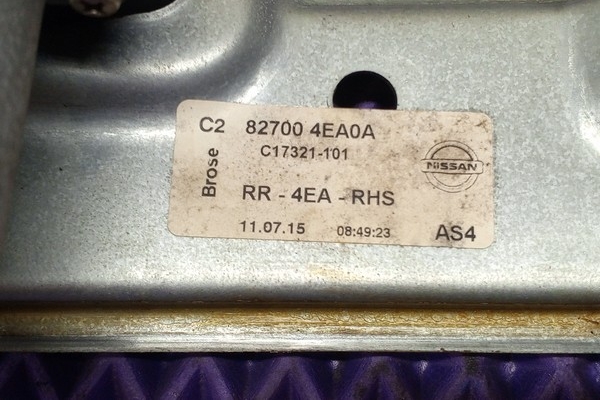 C2 82700 4EA0A
C17321-101
Brose
NISSAN
RR - 4EA - RHS
11.07.15 08:49:23
AS4